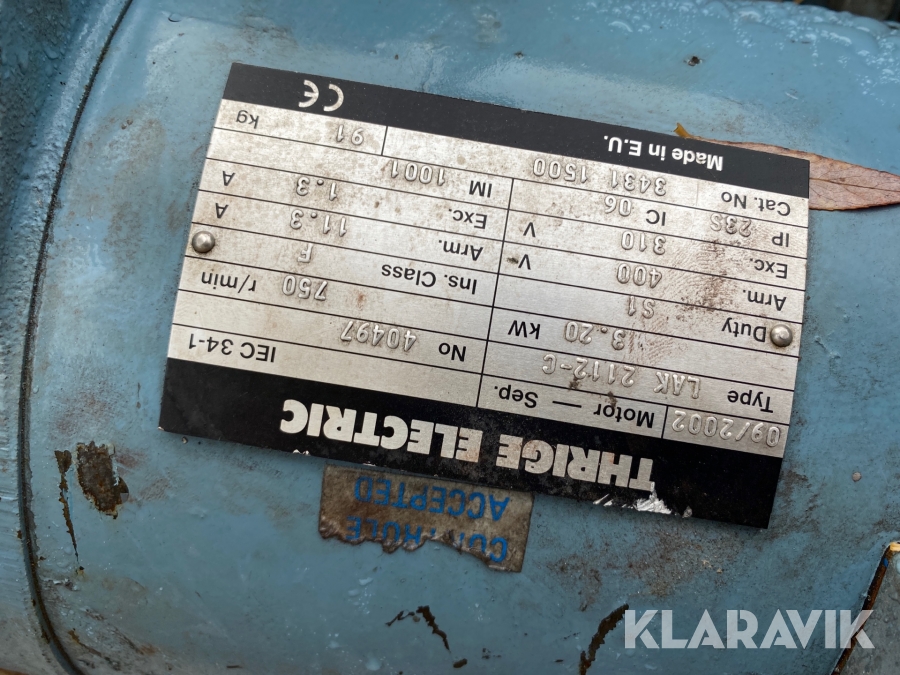 CONTROLE
ACCEPTED
THRIGE ELECTRIC
09/2002 Motor — Sep. IEC 34-1
Type LAK 2112-C No 40497
3.20 kW 750 r/min
Duty S1 Ins. Class F
Arm. 400 V Arm. 11.3 A
Exc. 310 V Exc. 1.3 A
IP 23S IC 06 IM 1001
Cat. No 3431 1500 91 kg
Made in E.U. CE
KLARAVIK